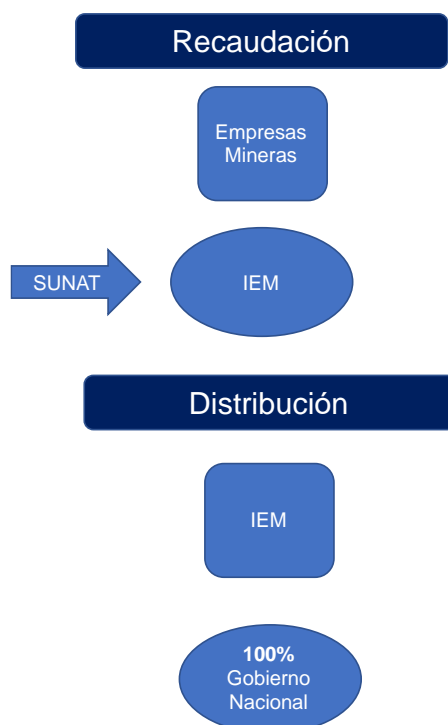 Recaudación
Empresas
Mineras
SUNAT
IEM
Distribución
IEM
100%
Gobierno
Nacional